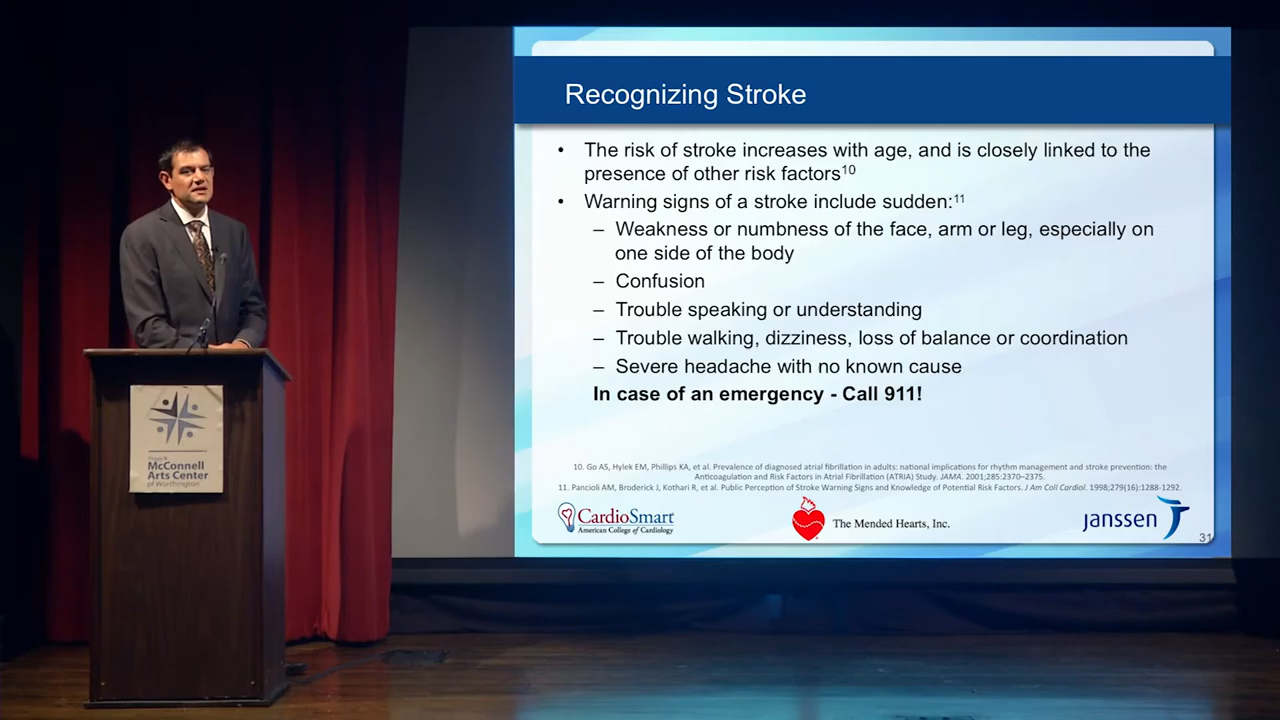 Recognizing Stroke
• The risk of stroke increases with age, and is closely linked to the
presence of other risk factors10
• Warning signs of a stroke include sudden:11
– Weakness or numbness of the face, arm or leg, especially on
one side of the body
– Confusion
– Trouble speaking or understanding
– Trouble walking, dizziness, loss of balance or coordination
– Severe headache with no known cause
In case of an emergency - Call 911!
10. Go AS, Hylek EM, Phillips KA, et al. Prevalence of diagnosed atrial fibrillation in adults: national implications for rhythm management and stroke prevention: the
Anticoagulation and Risk Factors in Atrial Fibrillation (ATRIA) Study. JAMA. 2001;285:2370–2375.
11. Pancioli AM, Broderick J, Kothari R, et al. Public Perception of Stroke Warning Signs and Knowledge of Potential Risk Factors. J Am Coll Cardiol. 1998;279(16):1288-1292.
CardioSmart
American College of Cardiology
The Mended Hearts, Inc.
janssen
31
McConnell
Arts Center
of Worthington